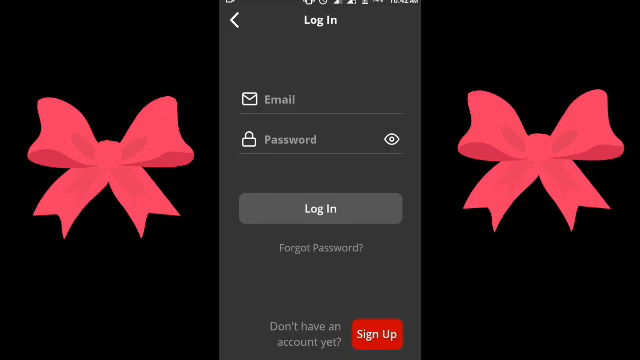 Log In
Email
Password
Log In
Forgot Password?
Don't have an
account yet?
Sign Up